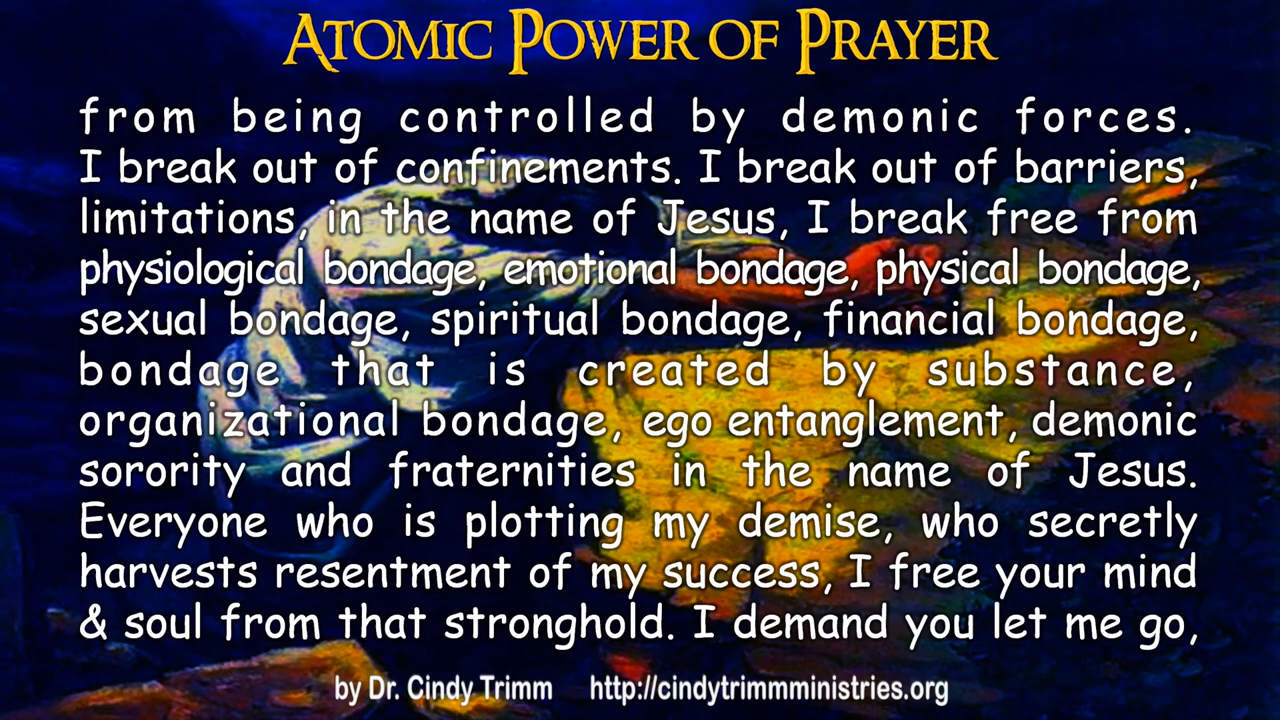 ATOMIC POWER OF PRAYER
from being controlled by demonic forces.
I break out of confinements. I break out of barriers,
limitations, in the name of Jesus, I break free from
physiological bondage, emotional bondage, physical bondage,
sexual bondage, spiritual bondage, financial bondage,
bondage that is created by substance,
organizational bondage, ego entanglement, demonic
sorority and fraternities in the name of Jesus.
Everyone who is plotting my demise, who secretly
harvests resentment of my success, I free your mind
& soul from that stronghold. I demand you let me go,
by Dr. Cindy Trimm http://cindytrimmministries.org